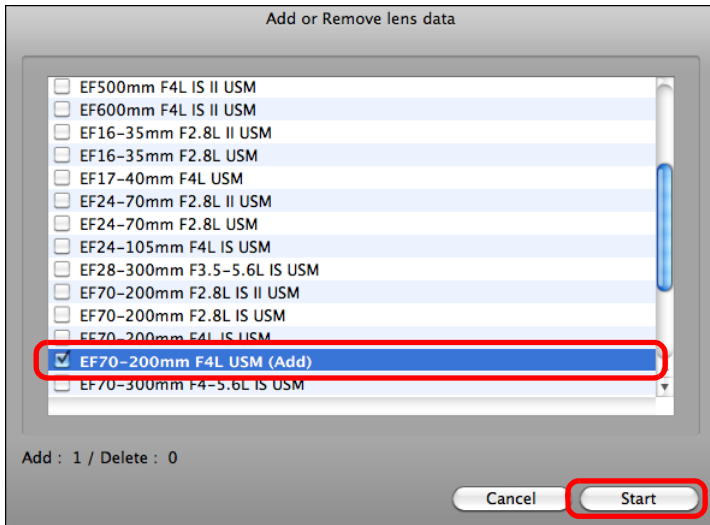 Add or Remove lens data
EF500mm F4L IS II USM
EF600mm F4L IS II USM
EF16-35mm F2.8L II USM
EF16-35mm F2.8L USM
EF17-40mm F4L USM
EF24-70mm F2.8L II USM
EF24-70mm F2.8L USM
EF24-105mm F4L IS USM
EF28-300mm F3.5-5.6L IS USM
EF70-200mm F2.8L IS II USM
EF70-200mm F2.8L IS USM
EF70-200mm F4L IS USM
EF70-200mm F4L USM (Add)
EF70-300mm F4-5.6L IS USM
Add : 1 / Delete : 0
Cancel Start